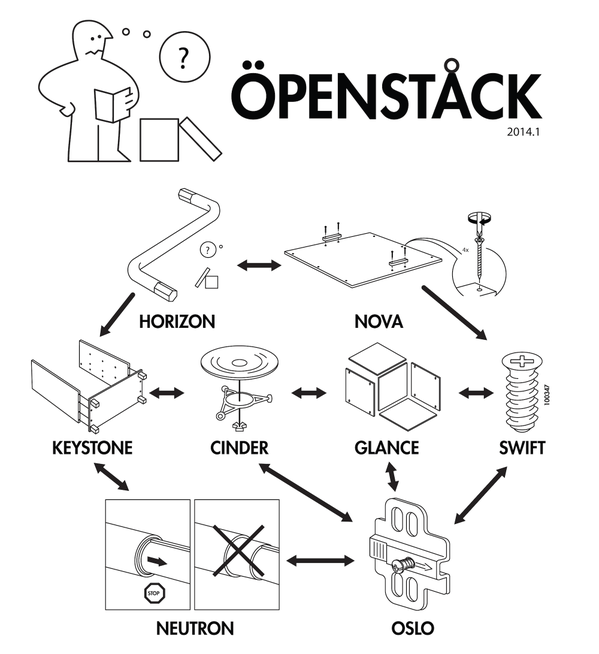 ?
ÖPENSTÅCK
2014.1
?
4x
HORIZON
NOVA
100347
KEYSTONE
CINDER
GLANCE
SWIFT
STOP
NEUTRON
OSLO